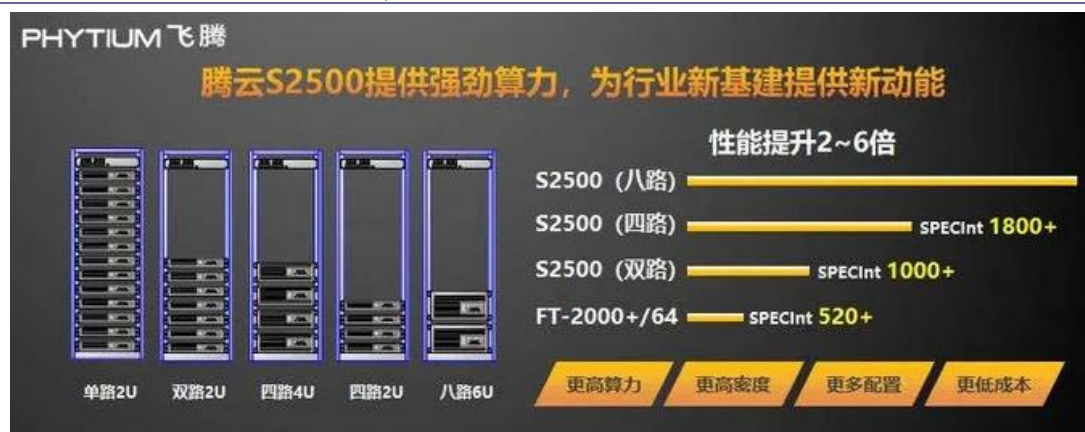 PHYTIUM飞腾
腾云S2500提供强劲算力，为行业新基建提供新动能
性能提升2~6倍
S2500（八路）
S2500（四路） SPECInt 1800+
S2500（双路） SPECInt 1000+
FT-2000+/64 SPECInt 520+
单路2U 双路2U 四路4U 四路2U 八路6U
更高算力 更高密度 更多配置 更低成本